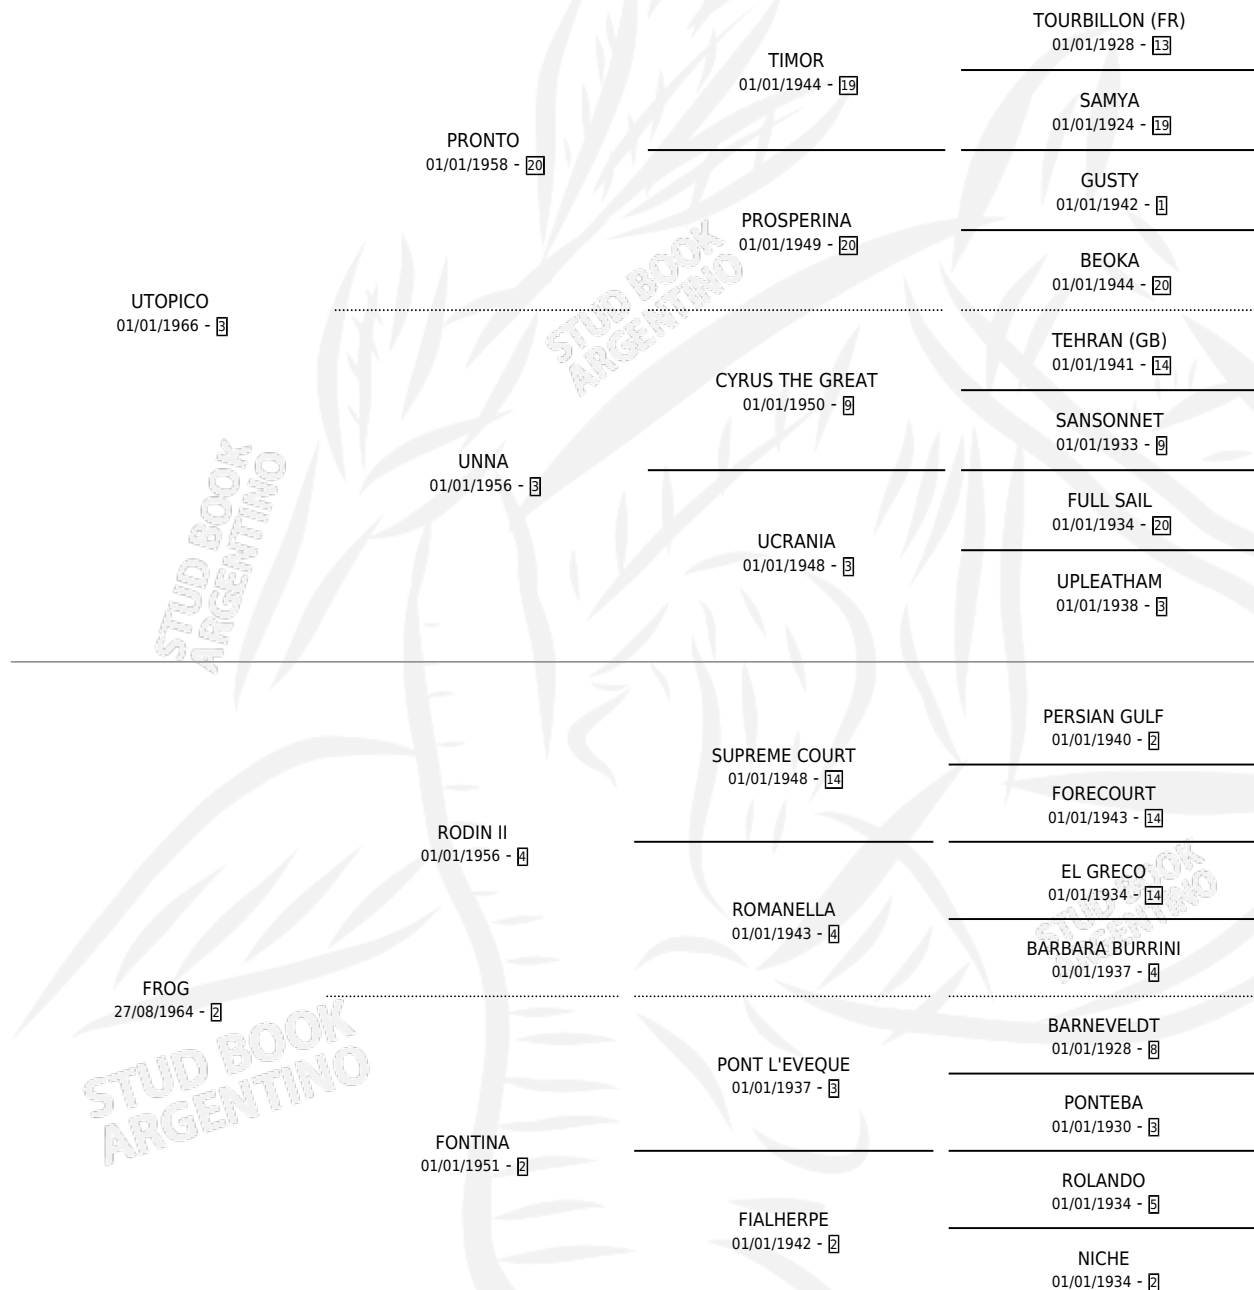 TOURBILLON (FR)
01/01/1928 - 13
TIMOR
01/01/1944 - 19
SAMYA
01/01/1924 - 19
PRONTO
01/01/1958 - 20
GUSTY
01/01/1942 - 1
PROSPERINA
01/01/1949 - 20
BEOKA
01/01/1944 - 20
UTOPICO
01/01/1966 - 3
TEHRAN (GB)
01/01/1941 - 14
CYRUS THE GREAT
01/01/1950 - 9
SANSONNET
01/01/1933 - 9
UNNA
01/01/1956 - 3
FULL SAIL
01/01/1934 - 20
UCRANIA
01/01/1948 - 3
UPLEATHAM
01/01/1938 - 3
PERSIAN GULF
01/01/1940 - 2
SUPREME COURT
01/01/1948 - 14
FORECOURT
01/01/1943 - 14
RODIN II
01/01/1956 - 4
EL GRECO
01/01/1934 - 14
ROMANELLA
01/01/1943 - 4
BARBARA BURRINI
01/01/1937 - 4
FROG
27/08/1964 - 2
BARNEVELDT
01/01/1928 - 8
PONT L'EVEQUE
01/01/1937 - 3
PONTEBA
01/01/1930 - 3
FONTINA
01/01/1951 - 2
ROLANDO
01/01/1934 - 5
FIALHERPE
01/01/1942 - 2
NICHE
01/01/1934 - 2
STUD BOOK
ARGENTINO
STUD BOOK
ARGENTINO
STUD BOOK
ARGENTINO
STUD BOOK
ARGENTINO